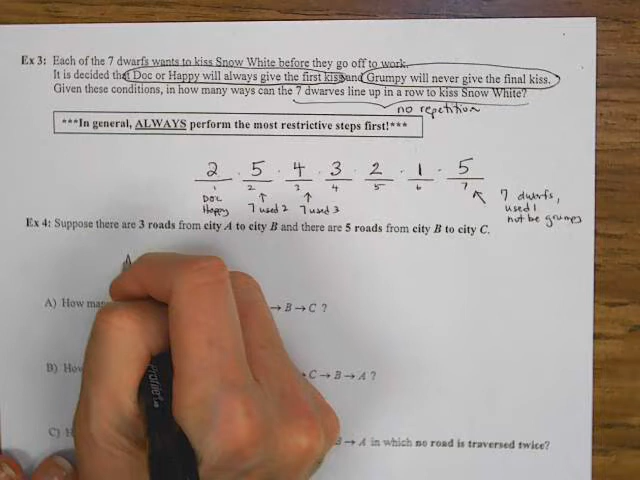 Ex 3: Each of the 7 dwarfs wants to kiss Snow White before they go off to work.
It is decided that Doc or Happy will always give the first kiss and Grumpy will never give the final kiss.
Given these conditions, in how many ways can the 7 dwarves line up in a row to kiss Snow White?
no repetition
***In general, ALWAYS perform the most restrictive steps first!***
2 · 5 · 4 · 3 · 2 · 1 · 5
1 2 3 4 5 6 7
Doc
Happy
7 used 2
7 used 3
7 dwarfs,
used 1
not be grumpy
Ex 4: Suppose there are 3 roads from city A to city B and there are 5 roads from city B to city C.
A
A) How
→ B → C ?
B) How
C → B → A ?
C)
→ A in which no road is traversed twice?